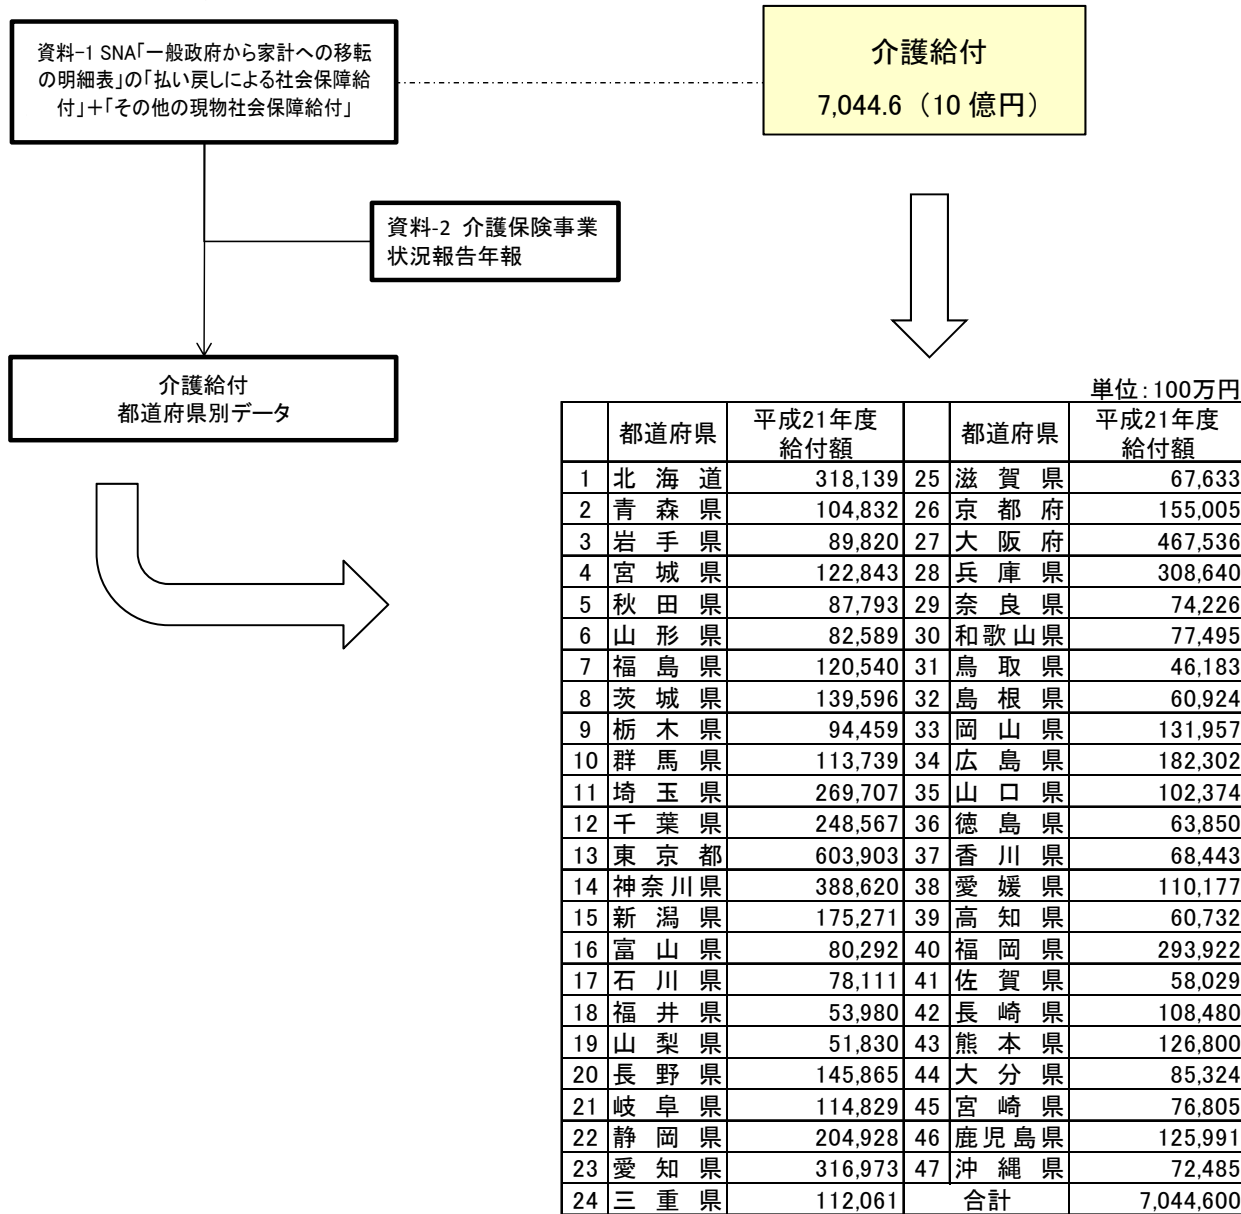 資料-1 SNA「一般政府から家計への移転
の明細表」の「払い戻しによる社会保障給
付」＋「その他の現物社会保障給付」
介護給付
7,044.6（10 億円）
資料-2 介護保険事業
状況報告年報
介護給付
都道府県別データ
単位：100万円
都道府県 平成21年度 給付額 都道府県 平成21年度 給付額
1 北海道 318,139 25 滋賀県 67,633
2 青森県 104,832 26 京都府 155,005
3 岩手県 89,820 27 大阪府 467,536
4 宮城県 122,843 28 兵庫県 308,640
5 秋田県 87,793 29 奈良県 74,226
6 山形県 82,589 30 和歌山県 77,495
7 福島県 120,540 31 鳥取県 46,183
8 茨城県 139,596 32 島根県 60,924
9 栃木県 94,459 33 岡山県 131,957
10 群馬県 113,739 34 広島県 182,302
11 埼玉県 269,707 35 山口県 102,374
12 千葉県 248,567 36 徳島県 63,850
13 東京都 603,903 37 香川県 68,443
14 神奈川県 388,620 38 愛媛県 110,177
15 新潟県 175,271 39 高知県 60,732
16 富山県 80,292 40 福岡県 293,922
17 石川県 78,111 41 佐賀県 58,029
18 福井県 53,980 42 長崎県 108,480
19 山梨県 51,830 43 熊本県 126,800
20 長野県 145,865 44 大分県 85,324
21 岐阜県 114,829 45 宮崎県 76,805
22 静岡県 204,928 46 鹿児島県 125,991
23 愛知県 316,973 47 沖縄県 72,485
24 三重県 112,061 合計 7,044,600